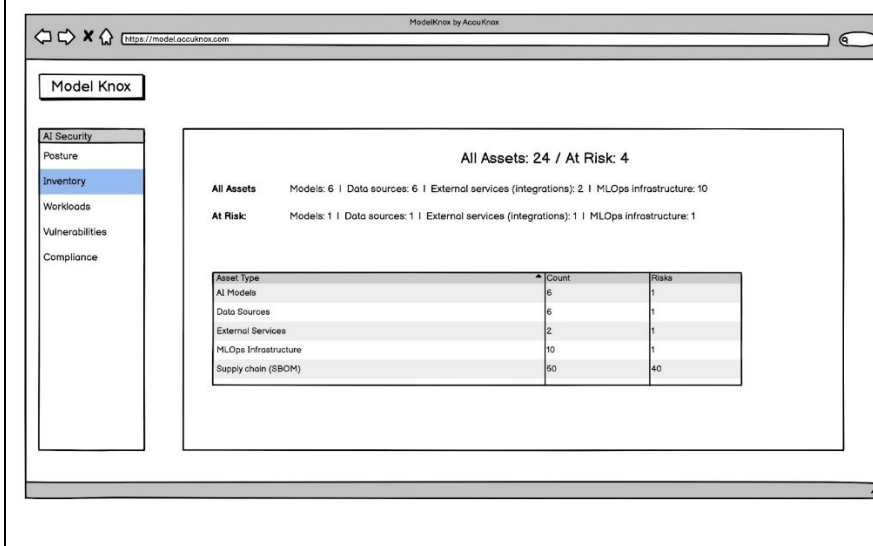 ModelKnox by AccuKnox
https://model.accuknox.com
Model Knox
AI Security
Posture
Inventory
Workloads
Vulnerabilities
Compliance
All Assets: 24 / At Risk: 4
All Assets Models: 6 | Data sources: 6 | External services (integrations): 2 | MLOps infrastructure: 10
At Risk: Models: 1 | Data sources: 1 | External services (integrations): 1 | MLOps infrastructure: 1
Asset Type Count Risks
AI Models 6 1
Data Sources 6 1
External Services 2 1
MLOps Infrastructure 10 1
Supply chain (SBOM) 50 40